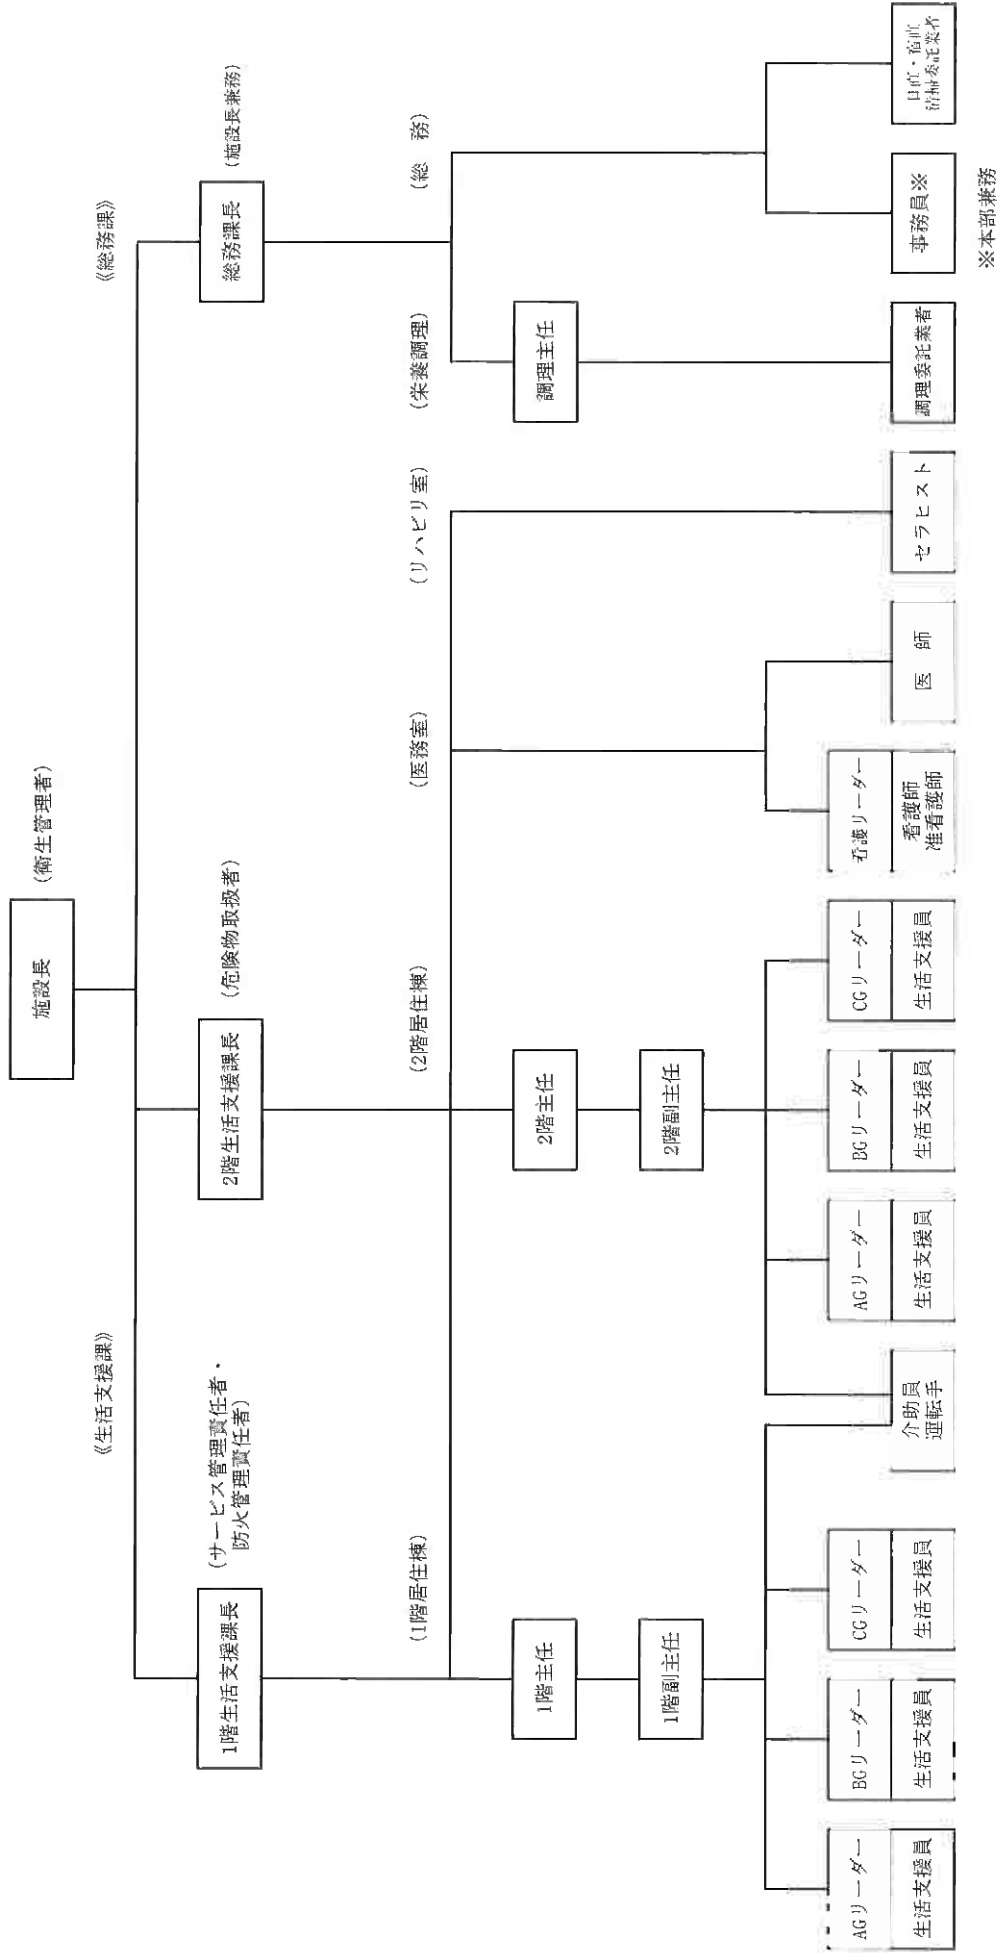 施設長
(衛生管理者)
《生活支援課》
《総務課》
1階生活支援課長
(サービス管理責任者・
防火管理責任者)
2階生活支援課長
(危険物取扱者)
総務課長
(施設長兼務)
(1階居住棟)
(2階居住棟)
(医務室)
(リハビリ室)
(栄養調理)
(総 務)
1階主任
2階主任
調理主任
1階副主任
2階副主任
AGリーダー
生活支援員
BGリーダー
生活支援員
CGリーダー
生活支援員
介助員
運転手
AGリーダー
生活支援員
BGリーダー
生活支援員
CGリーダー
生活支援員
看護リーダー
看護師
准看護師
医 師
セラピスト
調理委託業者
事務員※
日直・宿直
清掃委託業者
※本部兼務